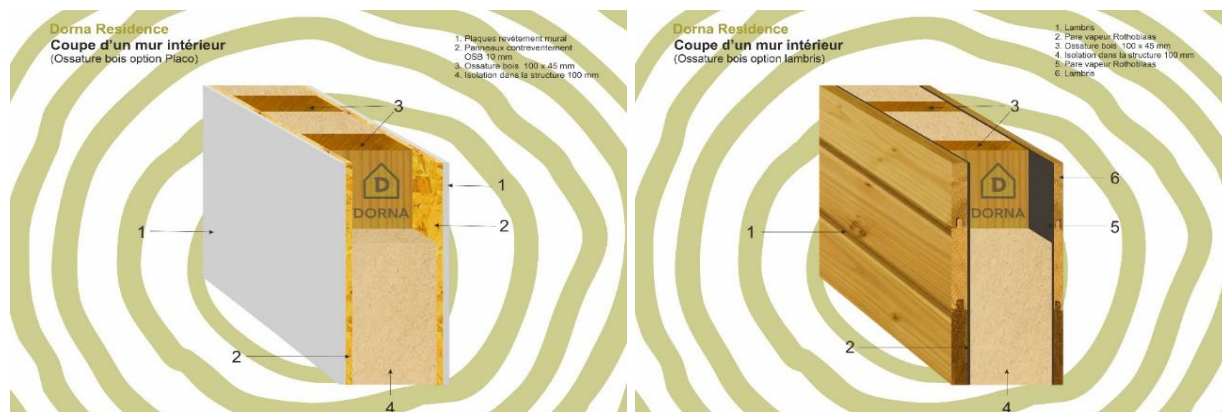 Dorna Residence
Coupe d'un mur intérieur
(Ossature bois option Placo)
1. Plaques revêtement mural
2. Panneaux contreventement
OSB 10 mm
3. Ossature bois 100 x 45 mm
4. Isolation dans la structure 100 mm
3
1
2
1
2
4
D
DORNA
Dorna Residence
Coupe d'un mur intérieur
(Ossature bois option lambris)
1. Lambris
2. Pare vapeur Rothoblaas
3. Ossature bois 100 x 45 mm
4. Isolation dans la structure 100 mm
5. Pare vapeur Rothoblaas
6. Lambris
3
6
5
1
2
4
D
DORNA